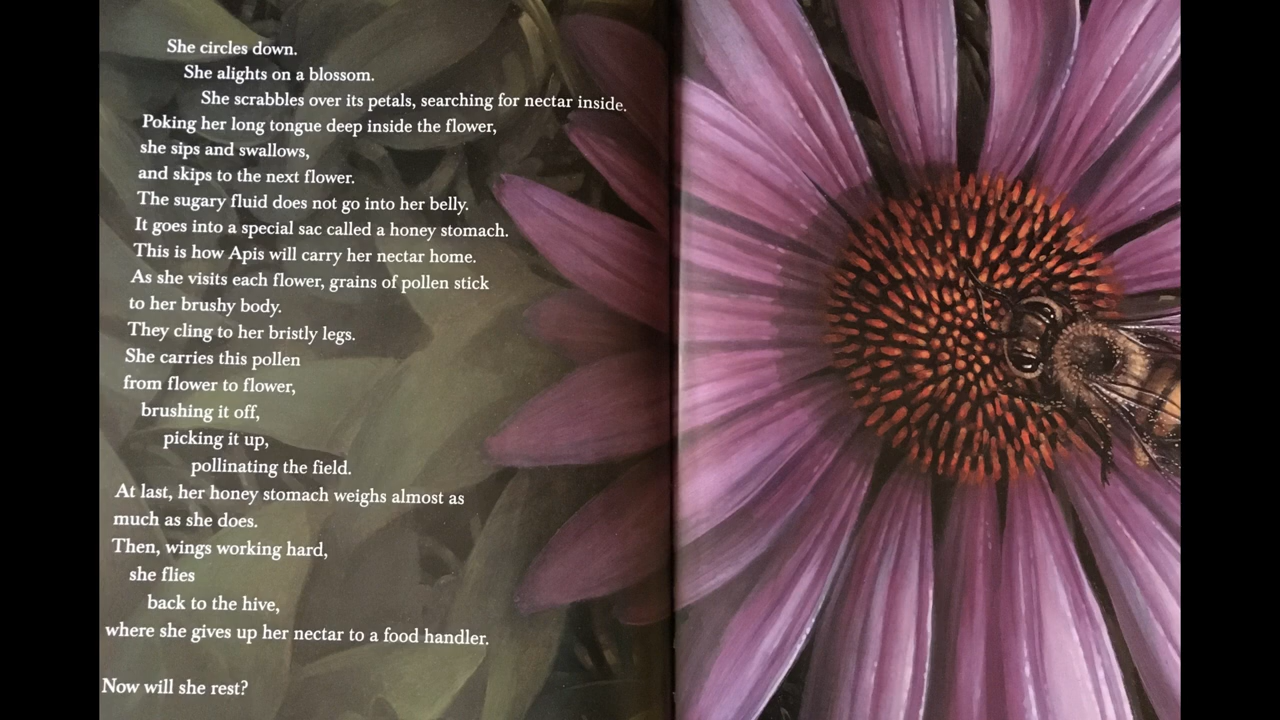 She circles down.
She alights on a blossom.
She scrabbles over its petals, searching for nectar inside.
Poking her long tongue deep inside the flower,
she sips and swallows,
and skips to the next flower.
The sugary fluid does not go into her belly.
It goes into a special sac called a honey stomach.
This is how Apis will carry her nectar home.
As she visits each flower, grains of pollen stick
to her brushy body.
They cling to her bristly legs.
She carries this pollen
from flower to flower,
brushing it off,
picking it up,
pollinating the field.
At last, her honey stomach weighs almost as
much as she does.
Then, wings working hard,
she flies
back to the hive,
where she gives up her nectar to a food handler.
Now will she rest?